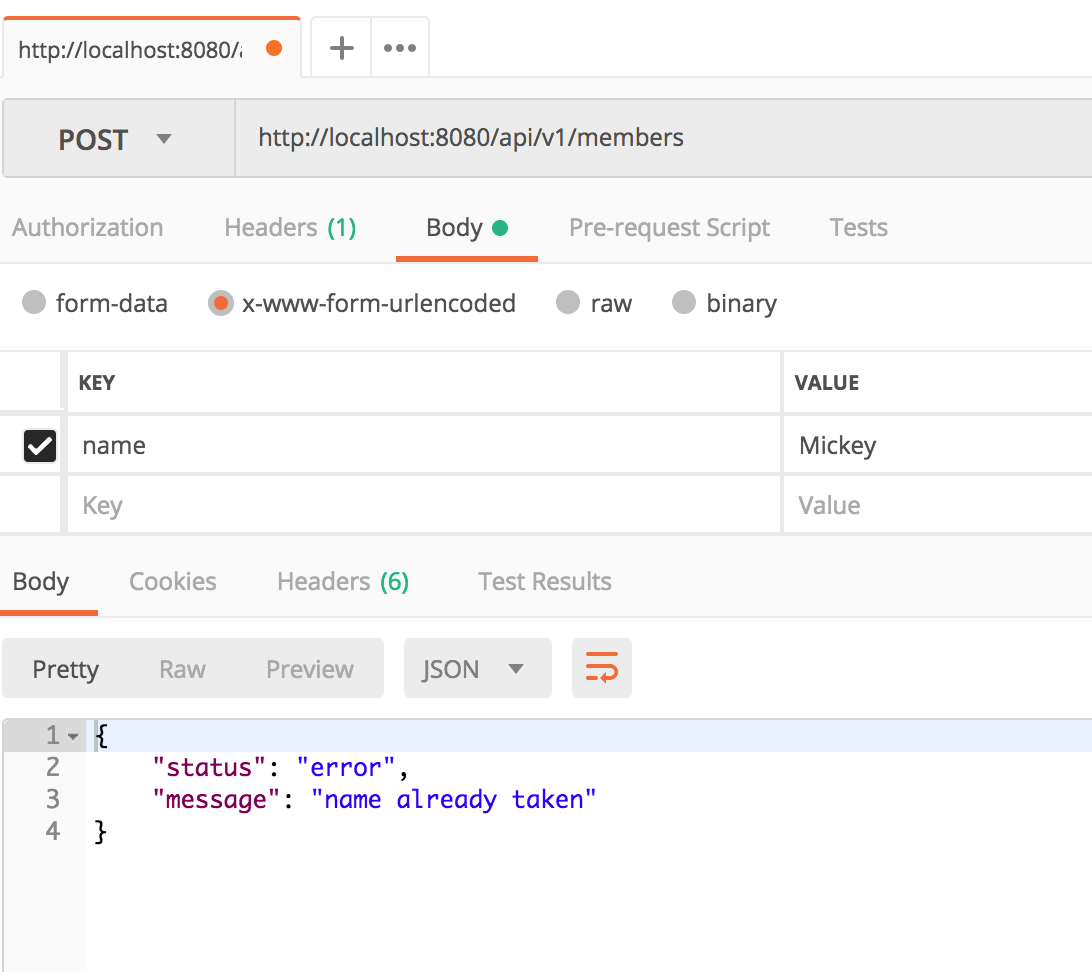 http://localhost:8080/a
POST http://localhost:8080/api/v1/members
Authorization Headers (1) Body Pre-request Script Tests
form-data x-www-form-urlencoded raw binary
KEY VALUE
name Mickey
Key Value
Body Cookies Headers (6) Test Results
Pretty Raw Preview JSON
1 {
2 "status": "error",
3 "message": "name already taken"
4 }